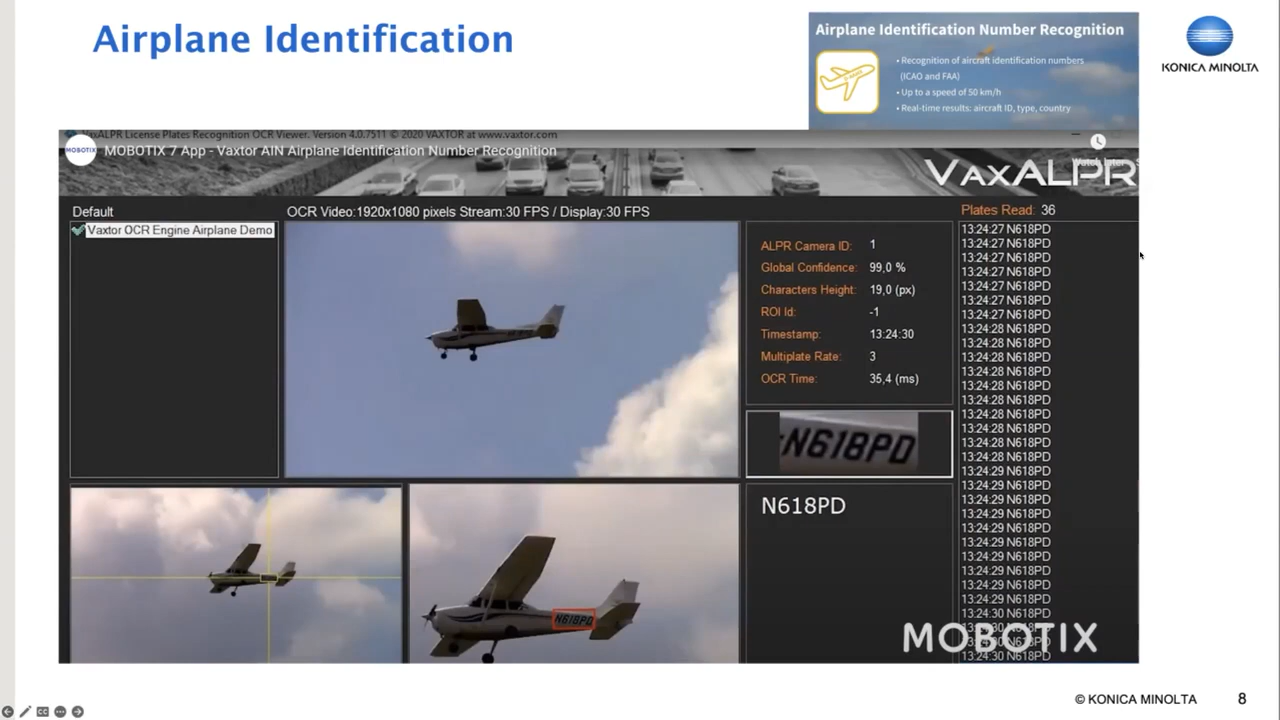 Airplane Identification
Airplane Identification Number Recognition
• Recognition of aircraft identification numbers
(ICAO and FAA)
• Up to a speed of 50 km/h
• Real-time results: aircraft ID, type, country
KONICA MINOLTA
VaxALPR License Plates Recognition OCR Viewer. Version 4.0.7511 © 2020 VAXTOR at www.vaxtor.com
MOBOTIX
MOBOTIX 7 App - Vaxtor AIN Airplane Identification Number Recognition
VAXALPR
Default
Vaxtor OCR Engine Airplane Demo
OCR Video:1920x1080 pixels Stream:30 FPS / Display:30 FPS
ALPR Camera ID: 1
Global Confidence: 99,0 %
Characters Height: 19,0 (px)
ROI Id: -1
Timestamp: 13:24:30
Multiplate Rate: 3
OCR Time: 35,4 (ms)
N618PD
N618PD
N618PD
Plates Read: 36
13:24:27 N618PD
13:24:27 N618PD
13:24:27 N618PD
13:24:27 N618PD
13:24:27 N618PD
13:24:27 N618PD
13:24:27 N618PD
13:24:28 N618PD
13:24:28 N618PD
13:24:28 N618PD
13:24:28 N618PD
13:24:28 N618PD
13:24:28 N618PD
13:24:28 N618PD
13:24:28 N618PD
13:24:28 N618PD
13:24:28 N618PD
13:24:29 N618PD
13:24:29 N618PD
13:24:29 N618PD
13:24:29 N618PD
13:24:29 N618PD
13:24:29 N618PD
13:24:29 N618PD
13:24:29 N618PD
13:24:29 N618PD
13:24:29 N618PD
13:24:30 N618PD
13:24:30 N618PD
13:24:30 N618PD
13:24:30 N618PD
MOBOTIX
© KONICA MINOLTA
8